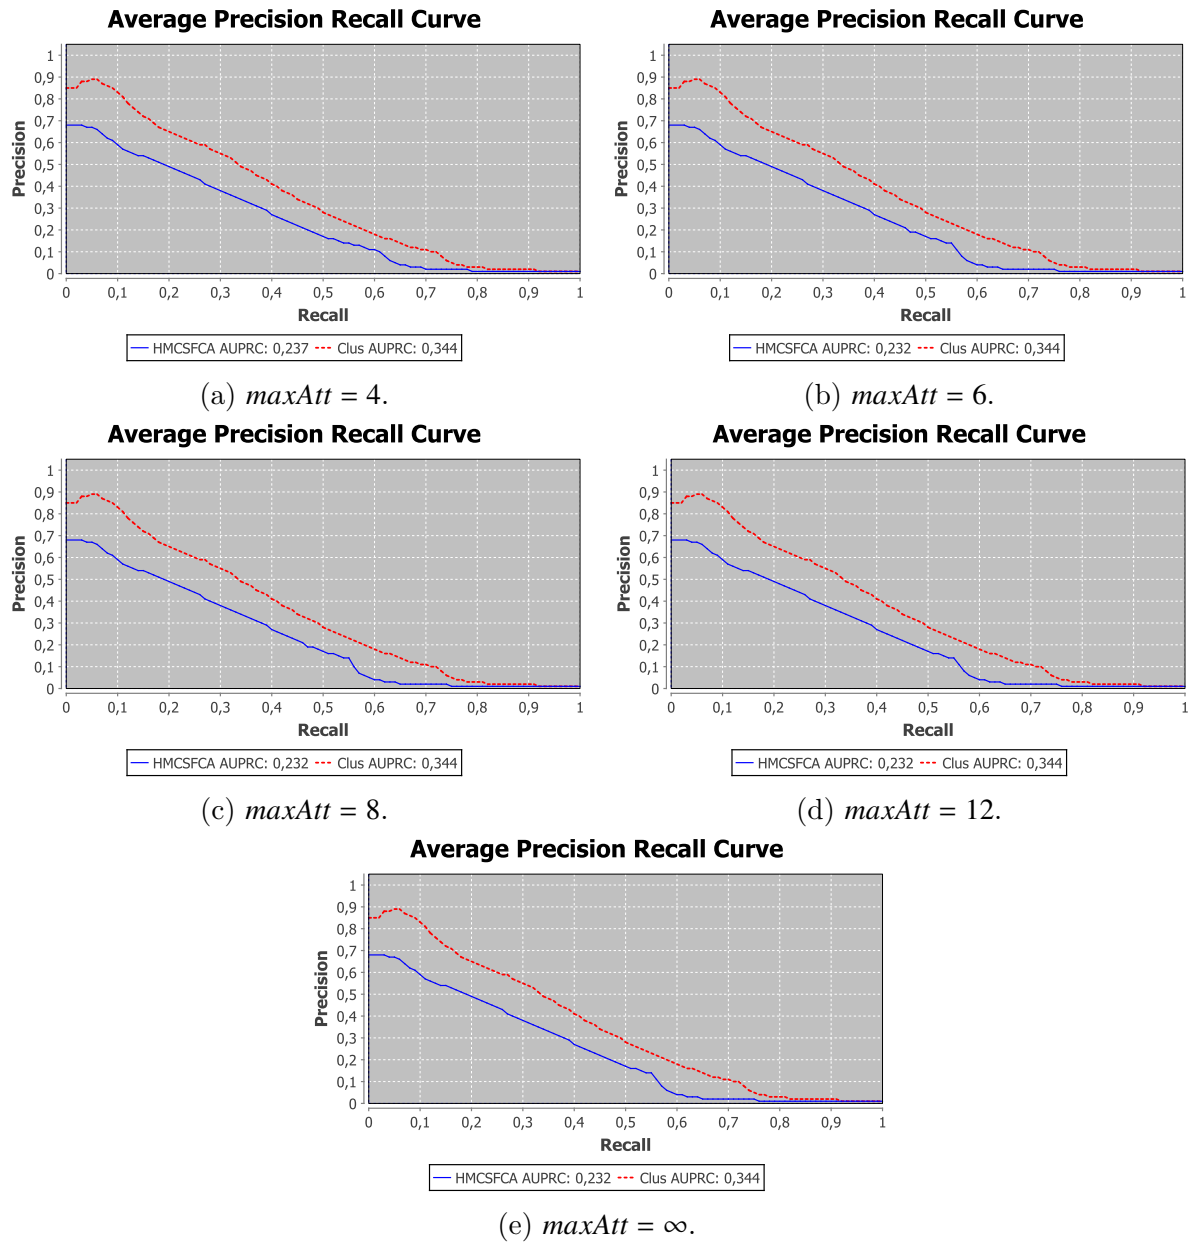 Average Precision Recall Curve
Precision
1
0,9
0,8
0,7
0,6
0,5
0,4
0,3
0,2
0,1
0
0 0,1 0,2 0,3 0,4 0,5 0,6 0,7 0,8 0,9 1
Recall
HMCSFCA AUPRC: 0,237 Clus AUPRC: 0,344
(a) maxAtt = 4.
Average Precision Recall Curve
Precision
1
0,9
0,8
0,7
0,6
0,5
0,4
0,3
0,2
0,1
0
0 0,1 0,2 0,3 0,4 0,5 0,6 0,7 0,8 0,9 1
Recall
HMCSFCA AUPRC: 0,232 Clus AUPRC: 0,344
(b) maxAtt = 6.
Average Precision Recall Curve
Precision
1
0,9
0,8
0,7
0,6
0,5
0,4
0,3
0,2
0,1
0
0 0,1 0,2 0,3 0,4 0,5 0,6 0,7 0,8 0,9 1
Recall
HMCSFCA AUPRC: 0,232 Clus AUPRC: 0,344
(c) maxAtt = 8.
Average Precision Recall Curve
Precision
1
0,9
0,8
0,7
0,6
0,5
0,4
0,3
0,2
0,1
0
0 0,1 0,2 0,3 0,4 0,5 0,6 0,7 0,8 0,9 1
Recall
HMCSFCA AUPRC: 0,232 Clus AUPRC: 0,344
(d) maxAtt = 12.
Average Precision Recall Curve
Precision
1
0,9
0,8
0,7
0,6
0,5
0,4
0,3
0,2
0,1
0
0 0,1 0,2 0,3 0,4 0,5 0,6 0,7 0,8 0,9 1
Recall
HMCSFCA AUPRC: 0,232 Clus AUPRC: 0,344
(e) maxAtt = ∞.